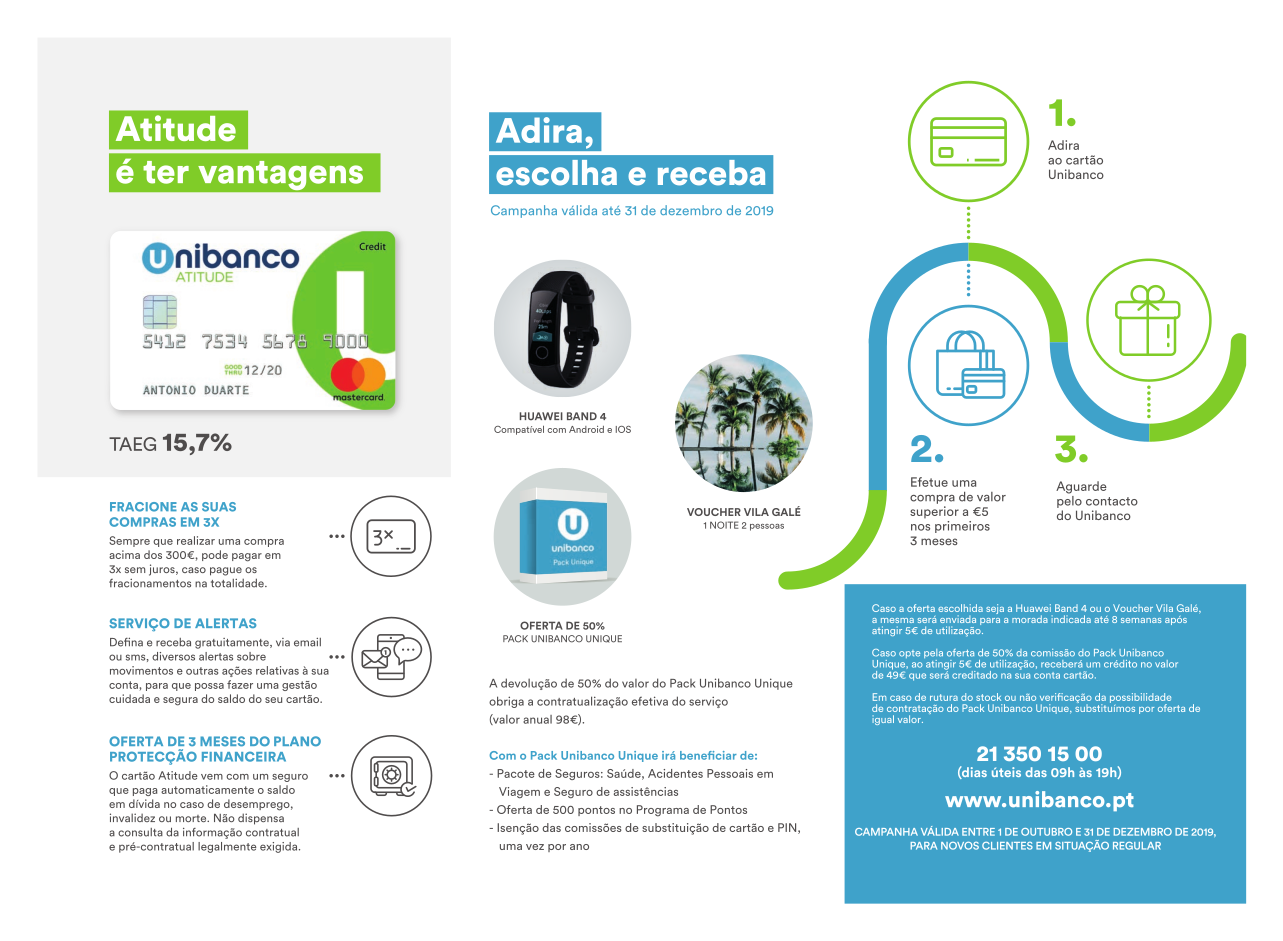 Atitude
é ter vantagens
Unibanco
ATITUDE
Credit
5412 7534 5678 9000
GOOD THRU 12/20
ANTONIO DUARTE
mastercard.
TAEG 15,7%
FRACIONE AS SUAS
COMPRAS EM 3X
Sempre que realizar uma compra
acima dos 300€, pode pagar em
3x sem juros, caso pague os
fracionamentos na totalidade.
3×
SERVIÇO DE ALERTAS
Defina e receba gratuitamente, via email
ou sms, diversos alertas sobre
movimentos e outras ações relativas à sua
conta, para que possa fazer uma gestão
cuidada e segura do saldo do seu cartão.
OFERTA DE 3 MESES DO PLANO
PROTECÇÃO FINANCEIRA
O cartão Atitude vem com um seguro
que paga automaticamente o saldo
em dívida no caso de desemprego,
invalidez ou morte. Não dispensa
a consulta da informação contratual
e pré-contratual legalmente exigida.
Adira,
escolha e receba
Campanha válida até 31 de dezembro de 2019
HUAWEI BAND 4
Compatível com Android e IOS
VOUCHER VILA GALÉ
1 NOITE 2 pessoas
U
unibanco
Pack Unique
OFERTA DE 50%
PACK UNIBANCO UNIQUE
A devolução de 50% do valor do Pack Unibanco Unique
obriga a contratualização efetiva do serviço
(valor anual 98€).
Com o Pack Unibanco Unique irá beneficiar de:
- Pacote de Seguros: Saúde, Acidentes Pessoais em
Viagem e Seguro de assistências
- Oferta de 500 pontos no Programa de Pontos
- Isenção das comissões de substituição de cartão e PIN,
uma vez por ano
1.
Adira
ao cartão
Unibanco
2.
Efetue uma
compra de valor
superior a €5
nos primeiros
3 meses
3.
Aguarde
pelo contacto
do Unibanco
Caso a oferta escolhida seja a Huawei Band 4 ou o Voucher Vila Galé,
a mesma será enviada para a morada indicada até 8 semanas após
atingir 5€ de utilização.
Caso opte pela oferta de 50% da comissão do Pack Unibanco
Unique, ao atingir 5€ de utilização, receberá um crédito no valor
de 49€ que será creditado na sua conta cartão.
Em caso de rutura do stock ou não verificação da possibilidade
de contratação do Pack Unibanco Unique, substituímos por oferta de
igual valor.
21 350 15 00
(dias úteis das 09h às 19h)
www.unibanco.pt
CAMPANHA VÁLIDA ENTRE 1 DE OUTUBRO E 31 DE DEZEMBRO DE 2019,
PARA NOVOS CLIENTES EM SITUAÇÃO REGULAR